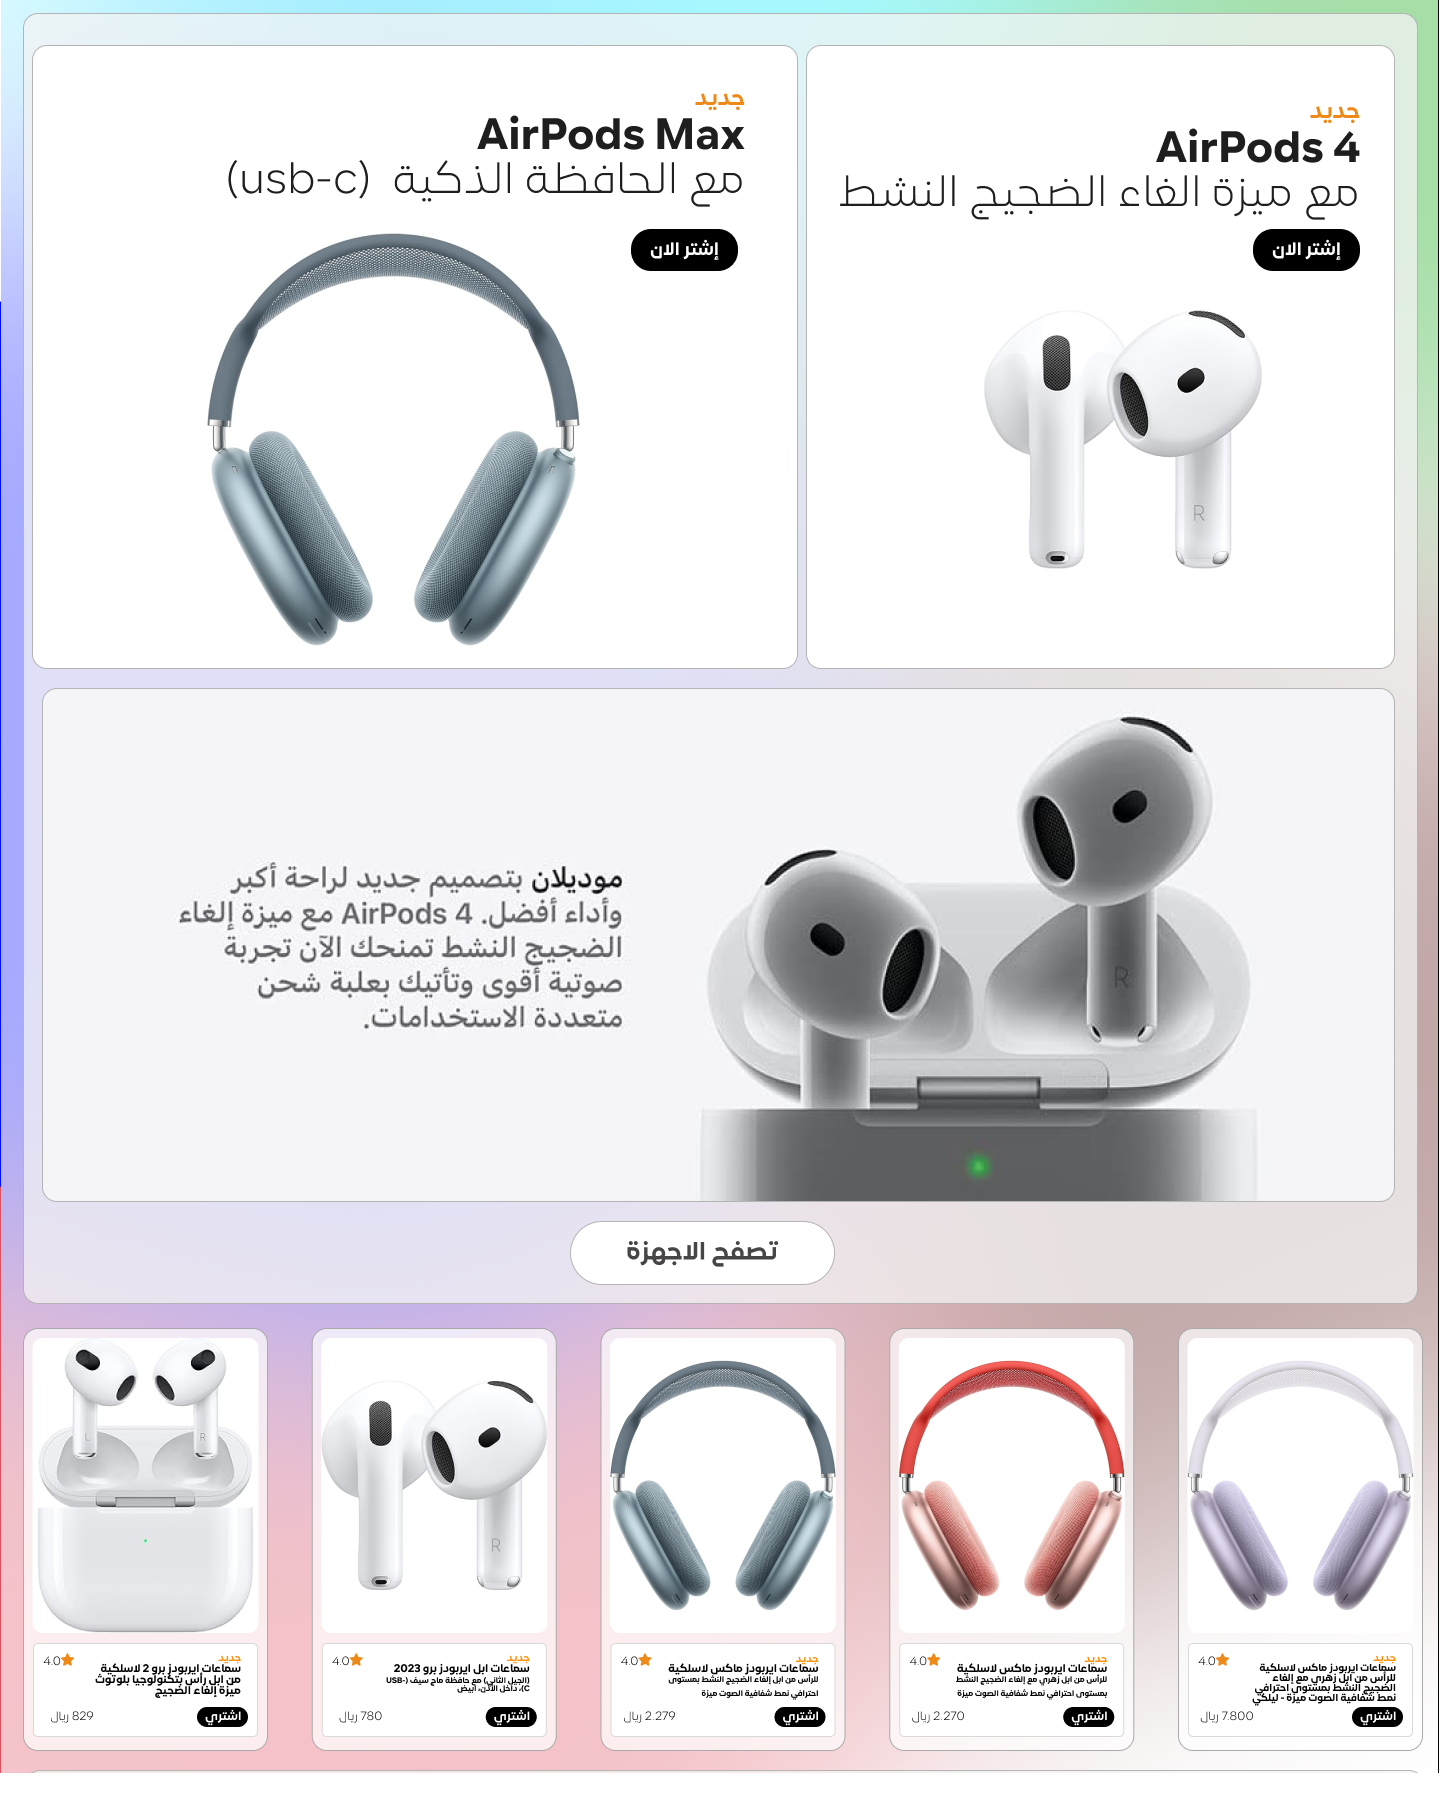 جديد
AirPods 4
مع ميزة الغاء الضجيج النشط
إشتر الان
جديد
AirPods Max
مع الحافظة الذكية (usb-c)
إشتر الان
موديلان بتصميم جديد لراحة أكبر
وأداء أفضل. AirPods 4 مع ميزة إلغاء
الضجيج النشط تمنحك الآن تجربة
صوتية أقوى وتأتيك بعلبة شحن
متعددة الاستخدامات.
R
تصفح الاجهزة
جديد
4.0
سماعات ايربودز ماكس لاسلكية
للرأس من ابل زهري مع إلغاء
الضجيج النشط بمستوى احترافي
نمط شفافية الصوت ميزة - ليلكي
اشتري
7.800 ريال
جديد
4.0
سماعات ايربودز ماكس لاسلكية
للرأس من ابل زهري مع إلغاء الضجيج النشط
بمستوى احترافي نمط شفافية الصوت ميزة
اشتري
2.270 ريال
جديد
4.0
سماعات ايربودز ماكس لاسلكية
للرأس من ابل إلغاء الضجيج النشط بمستوى
احترافي نمط شفافية الصوت ميزة
اشتري
2.279 ريال
R
جديد
4.0
سماعات ابل ايربودز برو 2023
(الجيل الثاني) مع حافظة ماج سيف (USB-
C)، داخل الأذن، أبيض
اشتري
780 ريال
L R
جديد
4.0
سماعات ايربودز برو 2 لاسلكية
من ابل رأس بتكنولوجيا بلوتوث
ميزة إلغاء الضجيج
اشتري
829 ريال
R